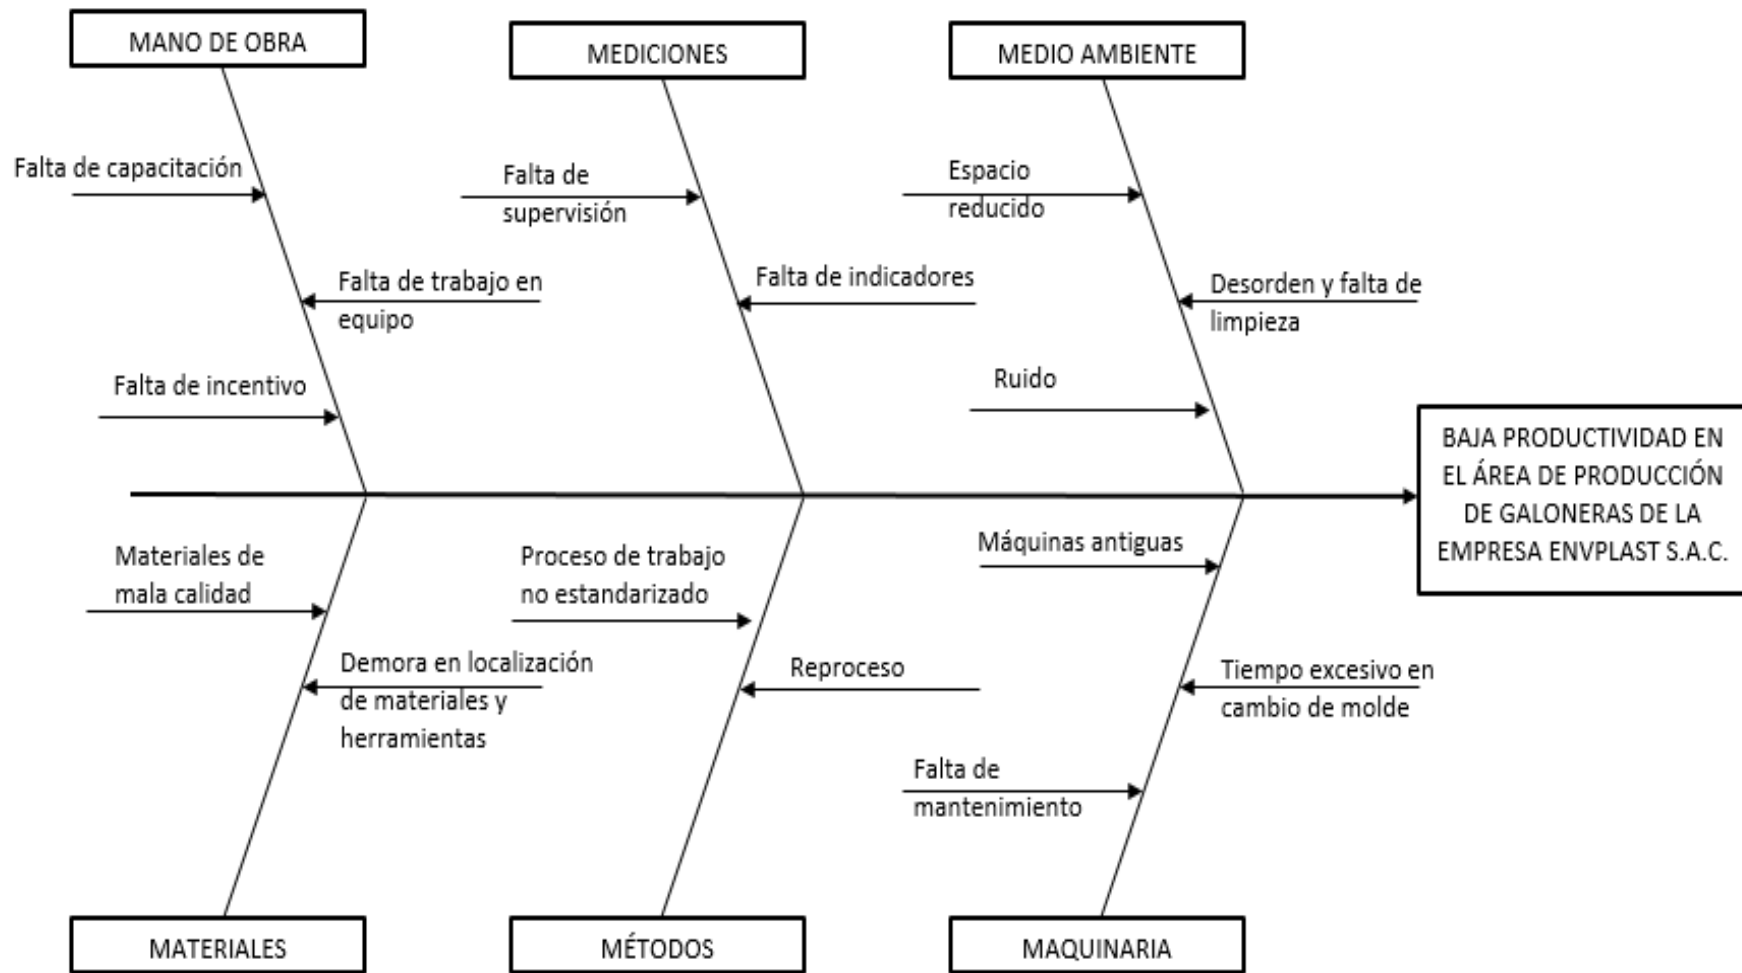 MANO DE OBRA
MEDICIONES
MEDIO AMBIENTE
Falta de capacitación
Falta de
supervisión
Espacio
reducido
Falta de trabajo en
equipo
Falta de indicadores
Desorden y falta de
limpieza
Falta de incentivo
Ruido
BAJA PRODUCTIVIDAD EN
EL ÁREA DE PRODUCCIÓN
DE GALONERAS DE LA
EMPRESA ENVPLAST S.A.C.
Materiales de
mala calidad
Proceso de trabajo
no estandarizado
Máquinas antiguas
Demora en localización
de materiales y
herramientas
Reproceso
Tiempo excesivo en
cambio de molde
Falta de
mantenimiento
MATERIALES
MÉTODOS
MAQUINARIA